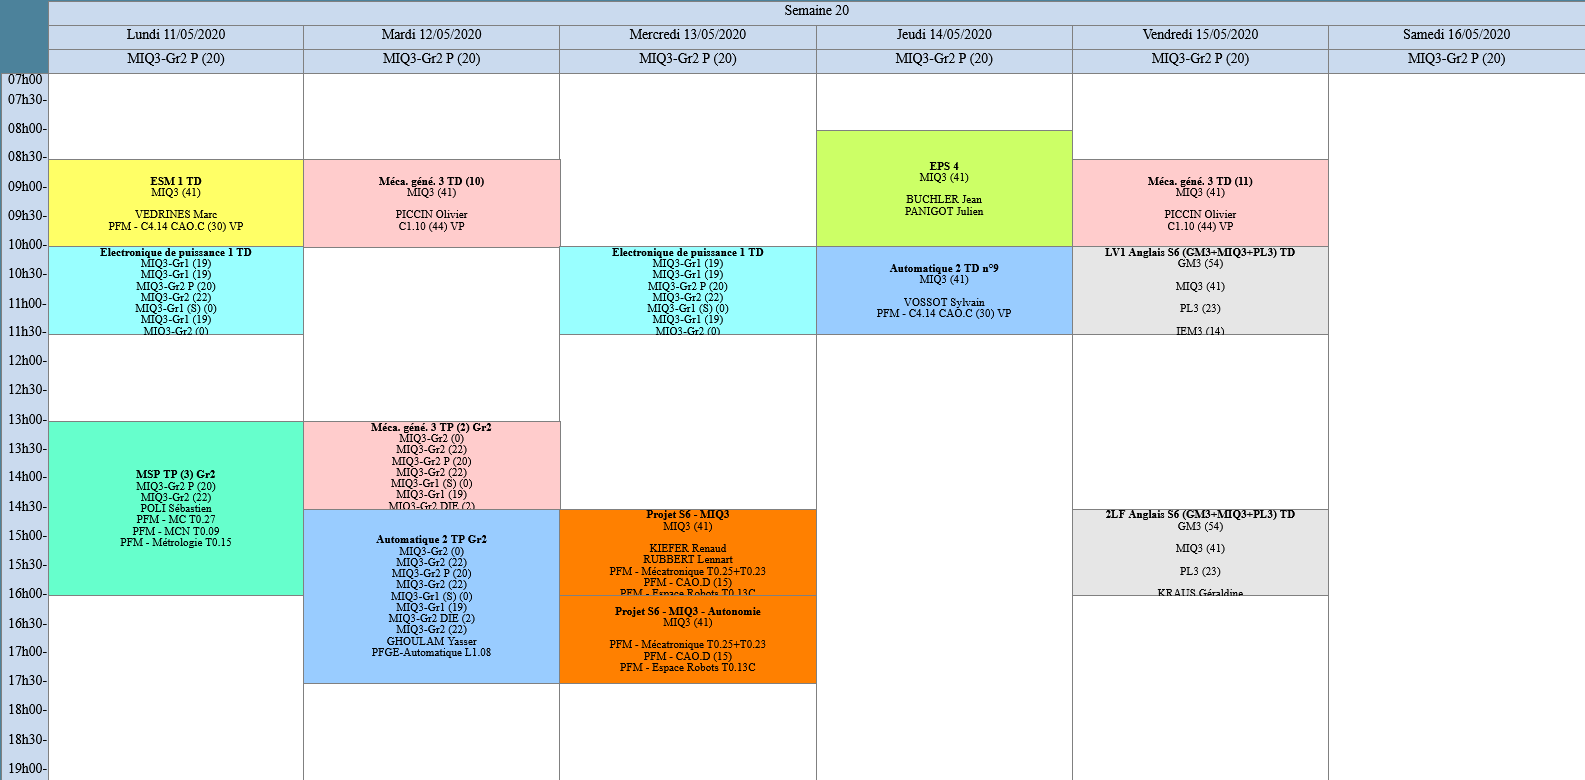 Semaine 20
Lundi 11/05/2020
Mardi 12/05/2020
Mercredi 13/05/2020
Jeudi 14/05/2020
Vendredi 15/05/2020
Samedi 16/05/2020
MIQ3-Gr2 P (20)
MIQ3-Gr2 P (20)
MIQ3-Gr2 P (20)
MIQ3-Gr2 P (20)
MIQ3-Gr2 P (20)
MIQ3-Gr2 P (20)
07h00
07h30-
08h00-
08h30-
09h00-
09h30-
10h00-
10h30-
11h00-
11h30-
12h00-
12h30-
13h00-
13h30-
14h00-
14h30-
15h00-
15h30-
16h00-
16h30-
17h00-
17h30-
18h00-
18h30-
19h00-
ESM 1 TD
MIQ3 (41)
VEDRINES Marc
PFM - C4.14 CAO.C (30) VP
Electronique de puissance 1 TD
MIQ3-Gr1 (19)
MIQ3-Gr1 (19)
MIQ3-Gr2 P (20)
MIQ3-Gr2 (22)
MIQ3-Gr1 (S) (0)
MIQ3-Gr1 (19)
MIQ3-Gr2 (0)
MSP TP (3) Gr2
MIQ3-Gr2 P (20)
MIQ3-Gr2 (22)
POLI Sébastien
PFM - MC T0.27
PFM - MCN T0.09
PFM - Métrologie T0.15
Méca. géné. 3 TD (10)
MIQ3 (41)
PICCIN Olivier
C1.10 (44) VP
Méca. géné. 3 TP (2) Gr2
MIQ3-Gr2 (0)
MIQ3-Gr2 (22)
MIQ3-Gr2 P (20)
MIQ3-Gr2 (22)
MIQ3-Gr1 (S) (0)
MIQ3-Gr1 (19)
MIQ3-Gr2 DIE (2)
Automatique 2 TP Gr2
MIQ3-Gr2 (0)
MIQ3-Gr2 (22)
MIQ3-Gr2 P (20)
MIQ3-Gr2 (22)
MIQ3-Gr1 (S) (0)
MIQ3-Gr1 (19)
MIQ3-Gr2 DIE (2)
MIQ3-Gr2 (22)
GHOULAM Yasser
PFGE-Automatique L1.08
Electronique de puissance 1 TD
MIQ3-Gr1 (19)
MIQ3-Gr1 (19)
MIQ3-Gr2 P (20)
MIQ3-Gr2 (22)
MIQ3-Gr1 (S) (0)
MIQ3-Gr1 (19)
MIQ3-Gr2 (0)
Projet S6 - MIQ3
MIQ3 (41)
KIEFER Renaud
RUBBERT Lennart
PFM - Mécatronique T0.25+T0.23
PFM - CAO.D (15)
PFM - Espace Robots T0.13C
Projet S6 - MIQ3 - Autonomie
MIQ3 (41)
PFM - Mécatronique T0.25+T0.23
PFM - CAO.D (15)
PFM - Espace Robots T0.13C
EPS 4
MIQ3 (41)
BUCHLER Jean
PANIGOT Julien
Automatique 2 TD n°9
MIQ3 (41)
VOSSOT Sylvain
PFM - C4.14 CAO.C (30) VP
Méca. géné. 3 TD (11)
MIQ3 (41)
PICCIN Olivier
C1.10 (44) VP
LV1 Anglais S6 (GM3+MIQ3+PL3) TD
GM3 (54)
MIQ3 (41)
PL3 (23)
IEM3 (14)
2LF Anglais S6 (GM3+MIQ3+PL3) TD
GM3 (54)
MIQ3 (41)
PL3 (23)
KRAUS Géraldine